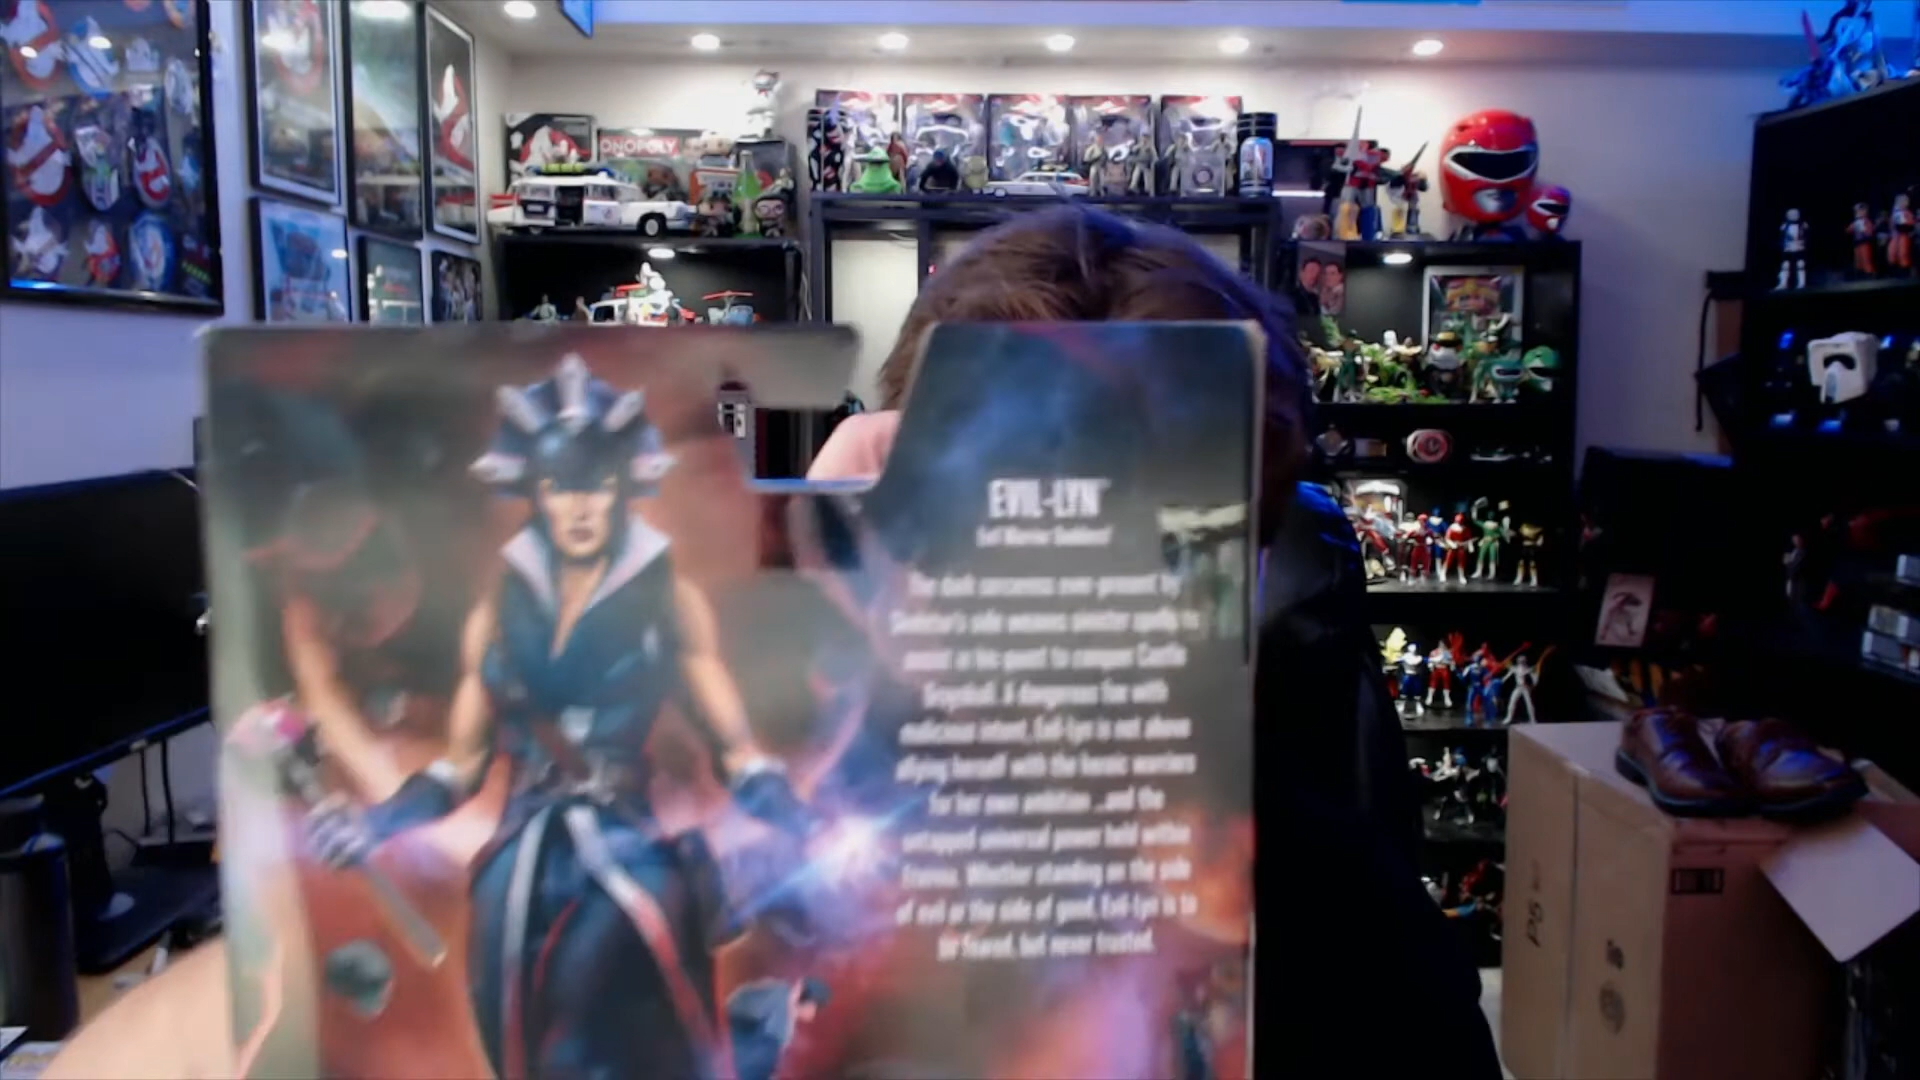 ONOPOLY
EVIL-LYN
Evil Warrior Goddess
The dark sorceress ever-present by
Skeletor's side weaves sinister spells to
assist in his quest to conquer Castle
Grayskull. A dangerous foe with
malicious intent, Evil-Lyn is not above
allying herself with the heroic warriors
for her own ambition ...and the
untapped universal power held within
Eternia. Whether standing on the side
of evil or the side of good, Evil-Lyn is to
be feared, but never trusted.